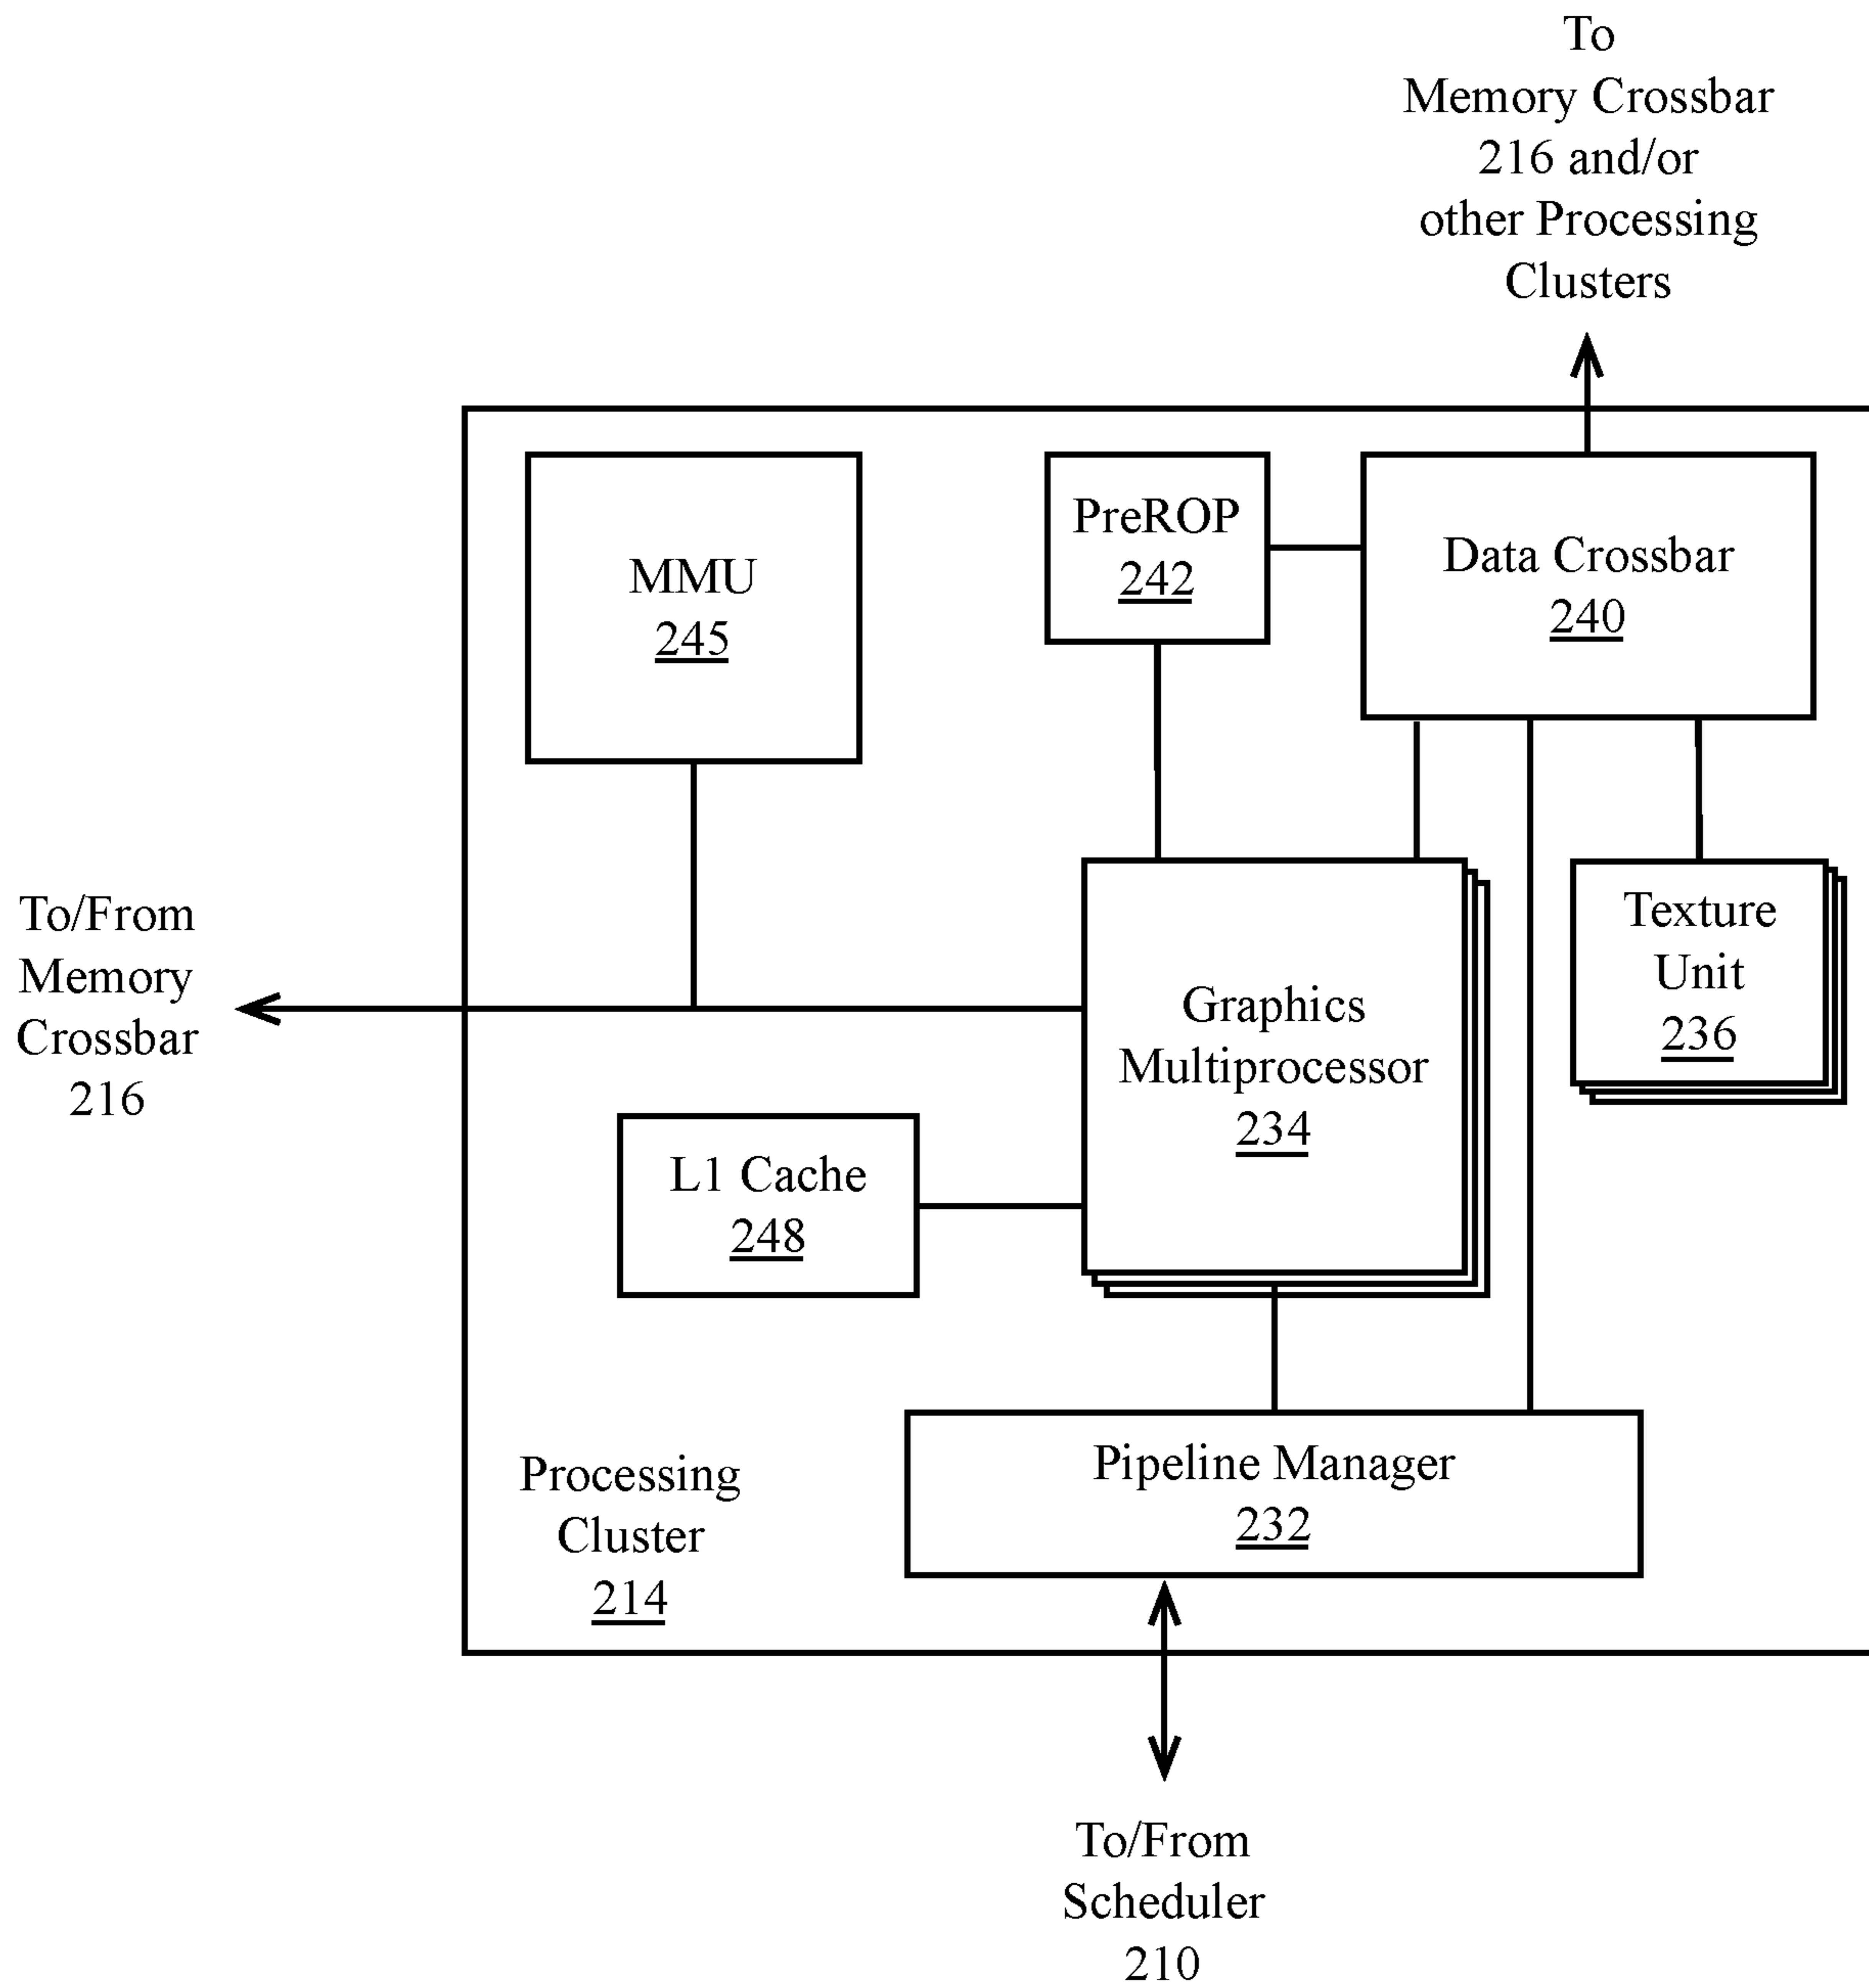 To
Memory Crossbar
216 and/or
other Processing
Clusters
MMU
245
PreROP
242
Data Crossbar
240
To/From
Memory
Crossbar
216
Graphics
Multiprocessor
234
Texture
Unit
236
L1 Cache
248
Pipeline Manager
232
Processing
Cluster
214
To/From
Scheduler
210